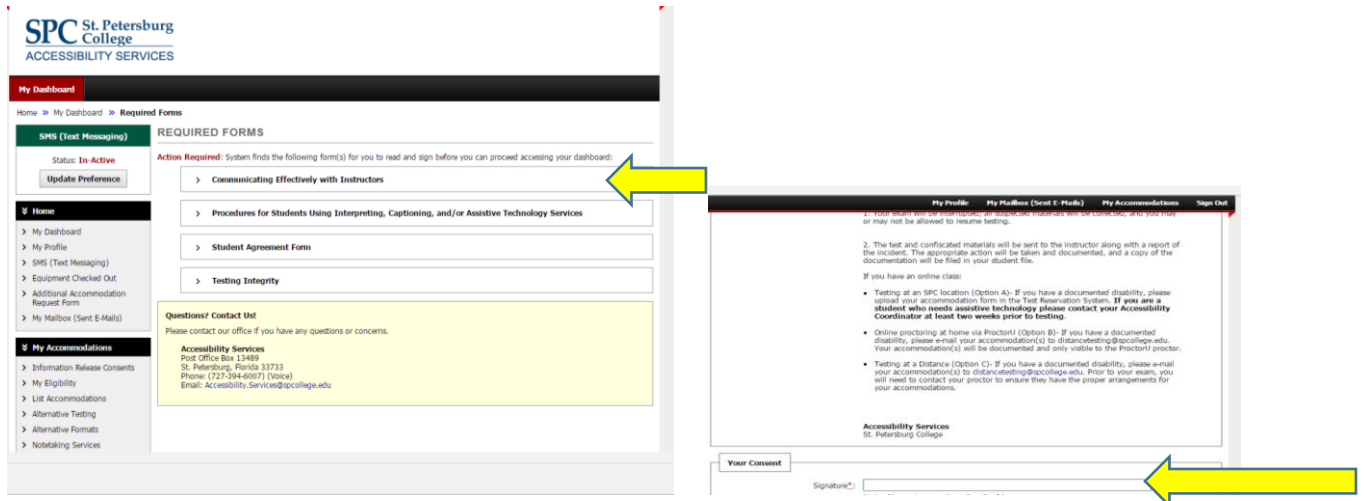 SPC St. Petersburg College
ACCESSIBILITY SERVICES
My Dashboard
Home » My Dashboard » Required Forms
SMS (Text Messaging)
Status: In-Active
Update Preference
Home
> My Dashboard
> My Profile
> SMS (Text Messaging)
> Equipment Checked Out
> Additional Accommodation
Request Form
> My Mailbox (Sent E-Mails)
My Accommodations
> Information Release Consents
> My Eligibility
> List Accommodations
> Alternative Testing
> Alternative Formats
> Notetaking Services
REQUIRED FORMS
Action Required: System finds the following form(s) for you to read and sign before you can proceed accessing your dashboard:
> Communicating Effectively with Instructors
> Procedures for Students Using Interpreting, Captioning, and/or Assistive Technology Services
> Student Agreement Form
> Testing Integrity
Questions? Contact Us!
Please contact our office if you have any questions or concerns.
Accessibility Services
Post Office Box 13489
St. Petersburg, Florida 33733
Phone: (727-394-6007) (Voice)
Email: Accessibility.Services@spcollege.edu
My Profile My Mailbox (Sent E-Mails) My Accommodations Sign Out
1. Your exam will be interrupted; all suspected materials will be collected, and you may
or may not be allowed to resume testing.
2. The test and confiscated materials will be sent to the instructor along with a report of
the incident. The appropriate action will be taken and documented, and a copy of the
documentation will be filed in your student file.
If you have an online class:
• Testing at an SPC location (Option A)- If you have a documented disability, please
upload your accommodation form in the Test Reservation System. If you are a
student who needs assistive technology please contact your Accessibility
Coordinator at least two weeks prior to testing.
• Online proctoring at home via ProctorU (Option B)- If you have a documented
disability, please e-mail your accommodation(s) to distancetesting@spcollege.edu.
Your accommodation(s) will be documented and only visible to the ProctorU proctor.
• Testing at a Distance (Option C)- If you have a documented disability, please e-mail
your accommodation(s) to distancetesting@spcollege.edu. Prior to your exam, you
will need to contact your proctor to ensure they have the proper arrangements for
your accommodations.
Accessibility Services
St. Petersburg College
Your Consent
Signature*: